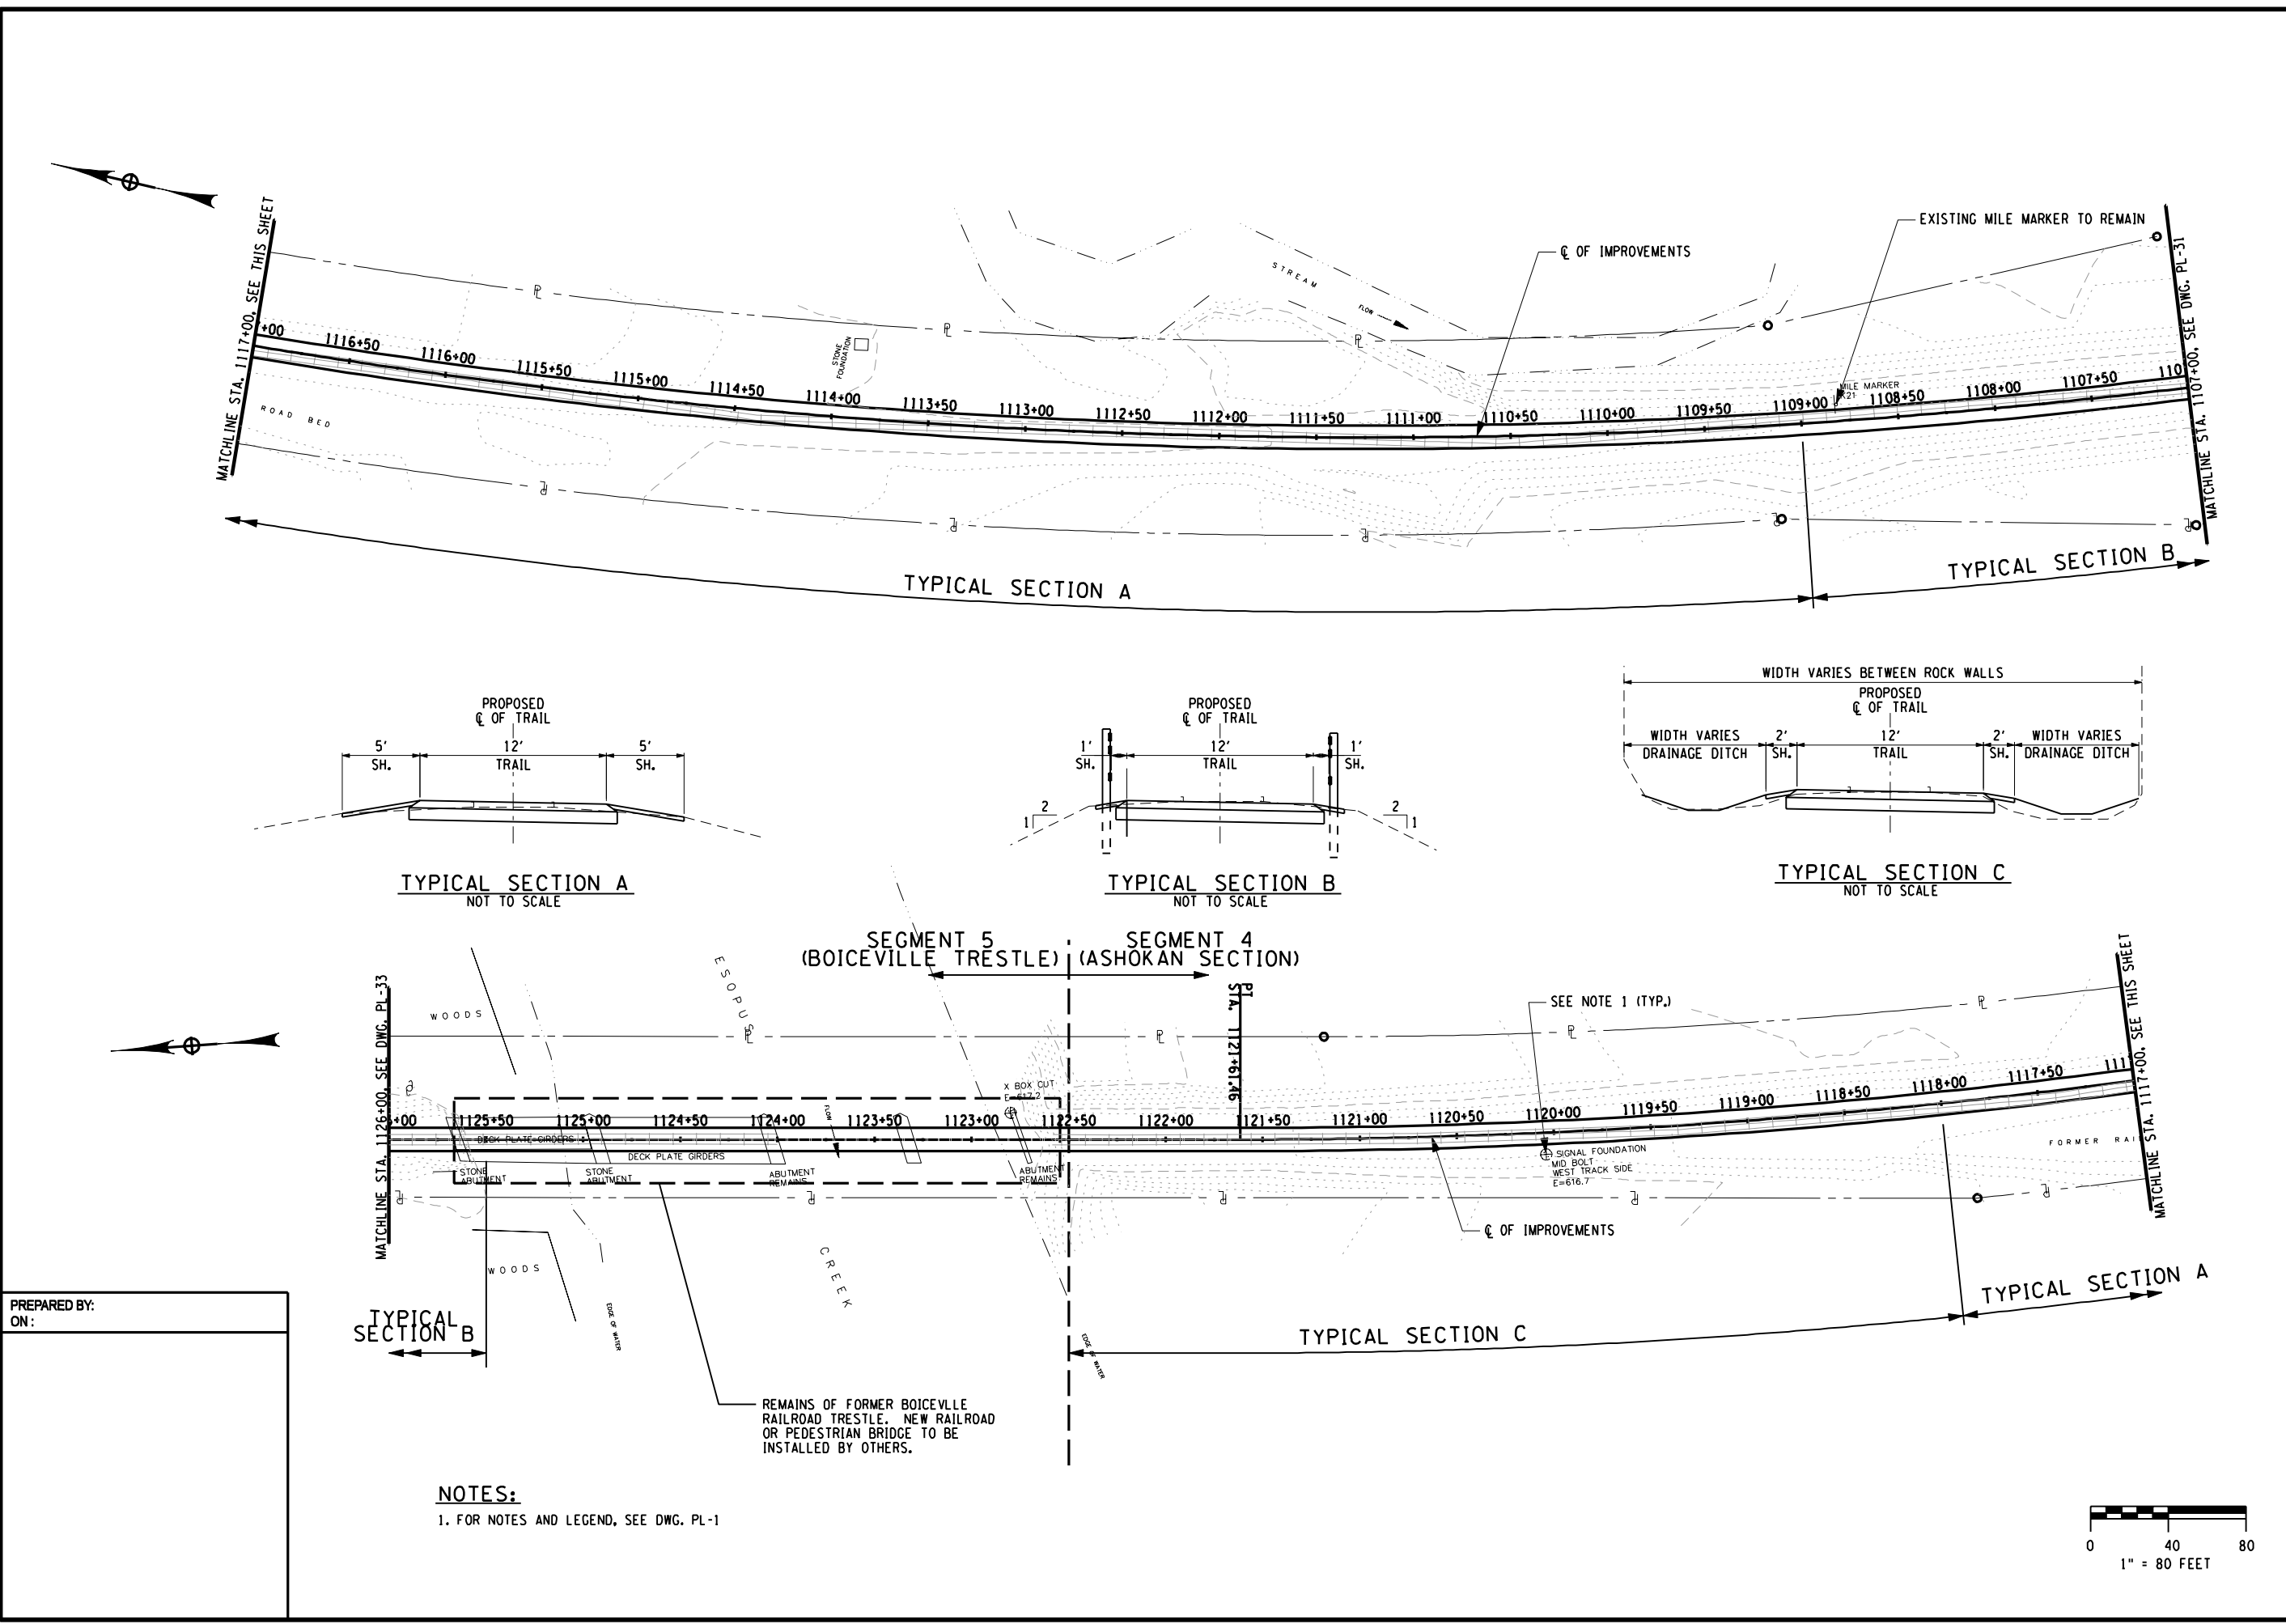 MATCHLINE STA. 1117+00, SEE THIS SHEET
EXISTING MILE MARKER TO REMAIN
℄ OF IMPROVEMENTS
STREAM
FLOW
MATCHLINE STA. 1107+00, SEE DWG. PL-31
℄
℄
℄
STONE
FOUNDATION
MILE MARKER
K21
+00
1116+50
1116+00
1115+50
1115+00
1114+50
1114+00
1113+50
1113+00
1112+50
1112+00
1111+50
1111+00
1110+50
1110+00
1109+50
1109+00
1108+50
1108+00
1107+50
110
ROAD BED
TYPICAL SECTION A
TYPICAL SECTION B
PROPOSED
℄ OF TRAIL
5'
12'
5'
SH.
TRAIL
SH.
TYPICAL SECTION A
NOT TO SCALE
PROPOSED
℄ OF TRAIL
1'
12'
1'
SH.
TRAIL
SH.
2
1
2
1
TYPICAL SECTION B
NOT TO SCALE
WIDTH VARIES BETWEEN ROCK WALLS
PROPOSED
℄ OF TRAIL
WIDTH VARIES
2'
12'
2'
WIDTH VARIES
DRAINAGE DITCH
SH.
TRAIL
SH.
DRAINAGE DITCH
TYPICAL SECTION C
NOT TO SCALE
SEGMENT 5
(BOICEVILLE TRESTLE)
SEGMENT 4
(ASHOKAN SECTION)
MATCHLINE STA. 1126+00, SEE DWG. PL-33
WOODS
ESOPUS
PT
STA. 1121+61.46
SEE NOTE 1 (TYP.)
MATCHLINE STA. 1117+00, SEE THIS SHEET
X BOX CUT
E=617.2
+00
1125+50
1125+00
1124+50
1124+00
1123+50
1123+00
1122+50
1122+00
1121+50
1121+00
1120+50
1120+00
1119+50
1119+00
1118+50
1118+00
1117+50
111
FLOW
DECK PLATE GIRDERS
DECK PLATE GIRDERS
STONE
ABUTMENT
STONE
ABUTMENT
ABUTMENT
REMAINS
ABUTMENT
REMAINS
SIGNAL FOUNDATION
MID BOLT
WEST TRACK SIDE
E=616.7
FORMER RAI
℄ OF IMPROVEMENTS
WOODS
CREEK
EDGE OF WATER
EDGE OF WATER
TYPICAL
SECTION B
TYPICAL SECTION C
TYPICAL SECTION A
REMAINS OF FORMER BOICEVLLE
RAILROAD TRESTLE. NEW RAILROAD
OR PEDESTRIAN BRIDGE TO BE
INSTALLED BY OTHERS.
PREPARED BY:
ON :
NOTES:
1. FOR NOTES AND LEGEND, SEE DWG. PL-1
0
40
80
1" = 80 FEET